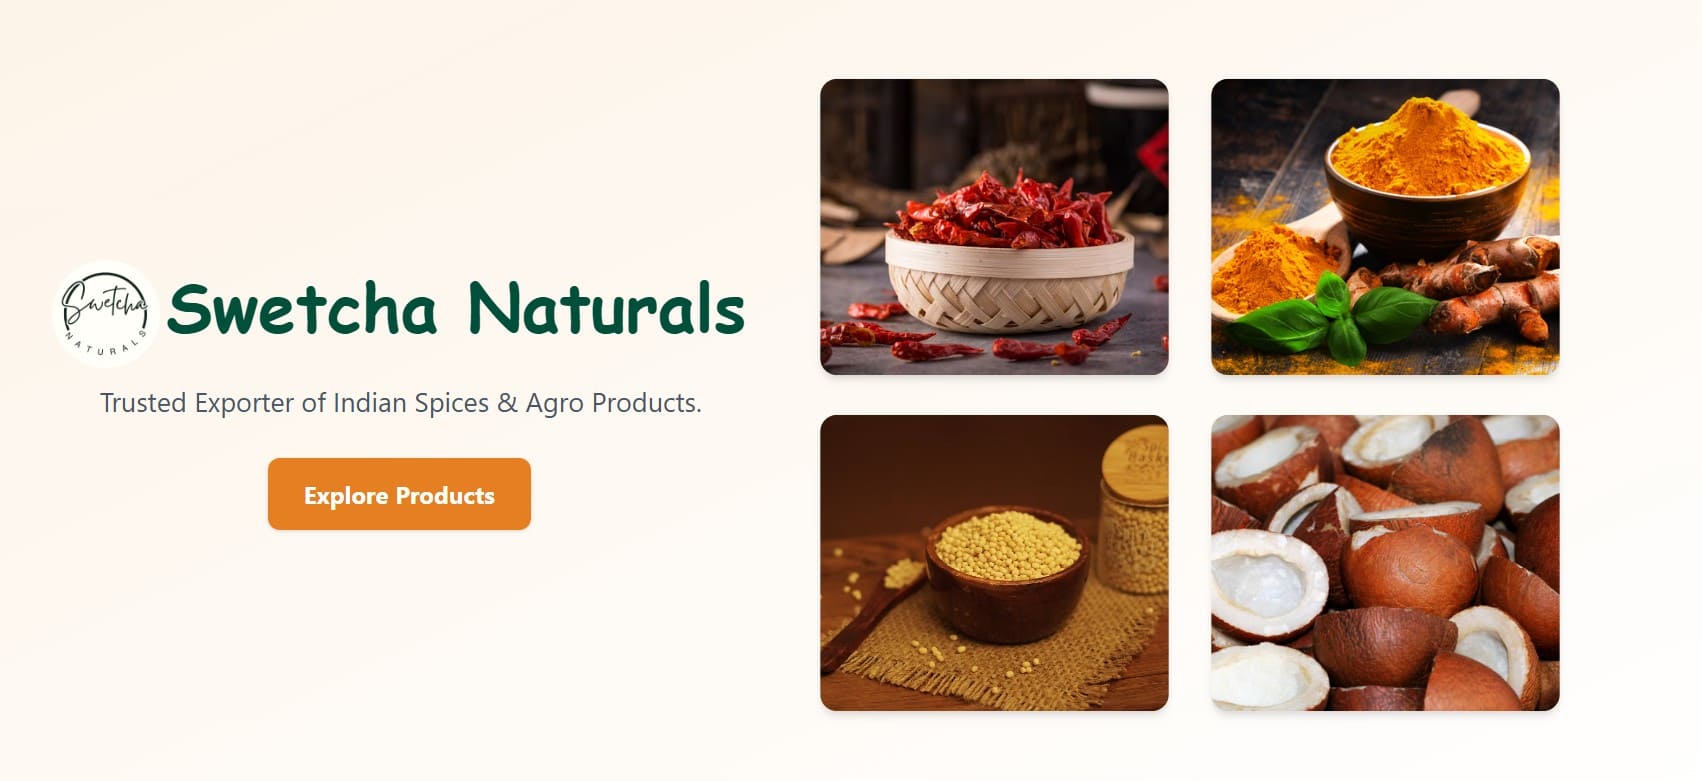 Swetcha
NATURALS
Swetcha Naturals
Trusted Exporter of Indian Spices & Agro Products.
Explore Products